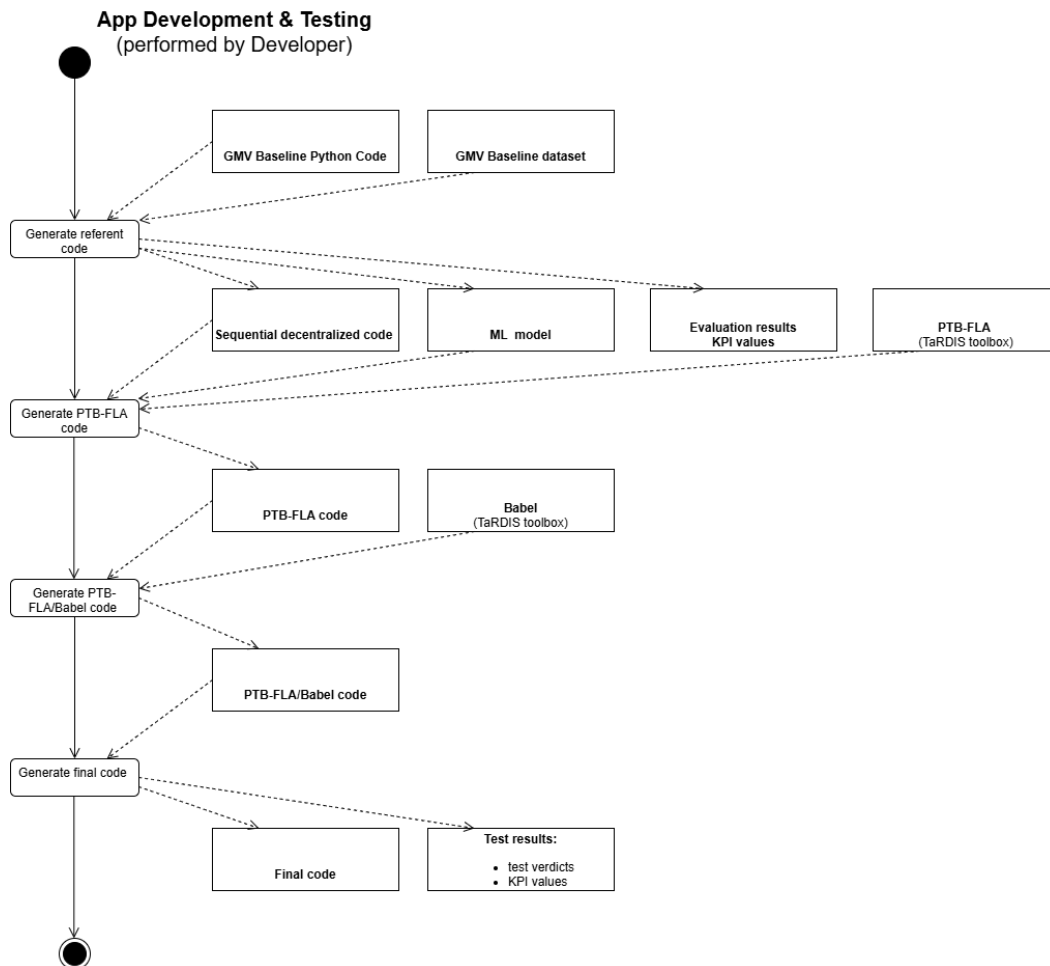 App Development & Testing
(performed by Developer)
GMV Baseline Python Code
GMV Baseline dataset
Generate referent
code
Sequential decentralized code
ML model
Evaluation results
KPI values
PTB-FLA
(TaRDIS toolbox)
Generate PTB-FLA
code
PTB-FLA code
Babel
(TaRDIS toolbox)
Generate PTB-
FLA/Babel code
PTB-FLA/Babel code
Generate final code
Final code
Test results:
• test verdicts
• KPI values